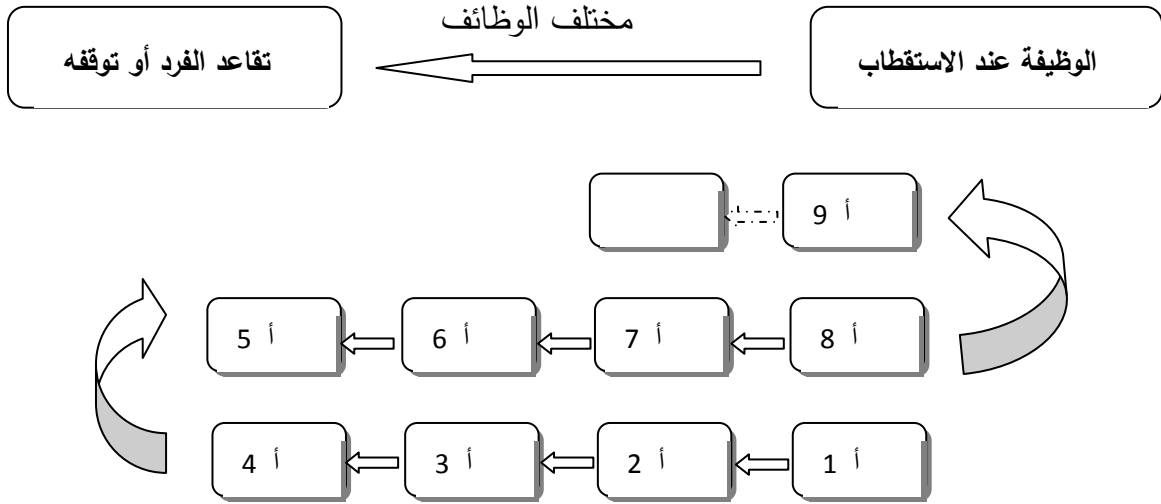 مختلف الوظائف
الوظيفة عند الاستقطاب
تقاعد الفرد أو توقفه
أ 9
أ 8
أ 7
أ 6
أ 5
أ 1
أ 2
أ 3
أ 4